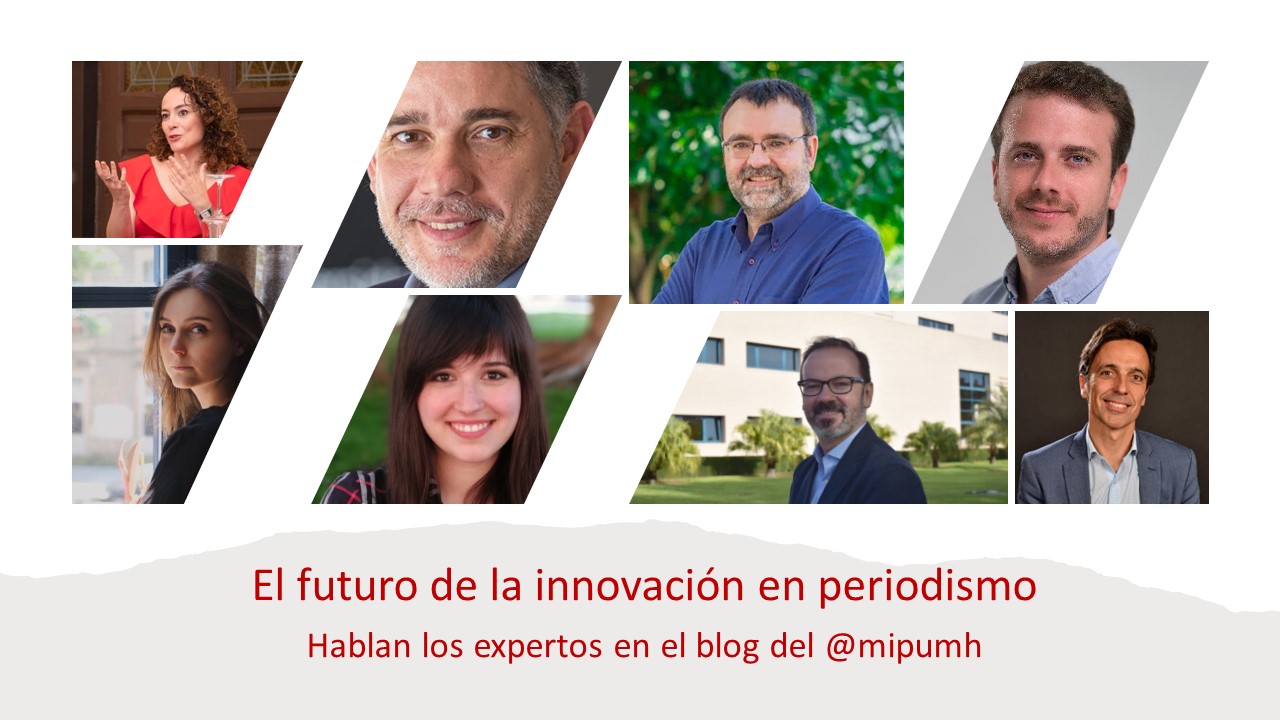 El futuro de la innovación en periodismo
Hablan los expertos en el blog del @mipumh